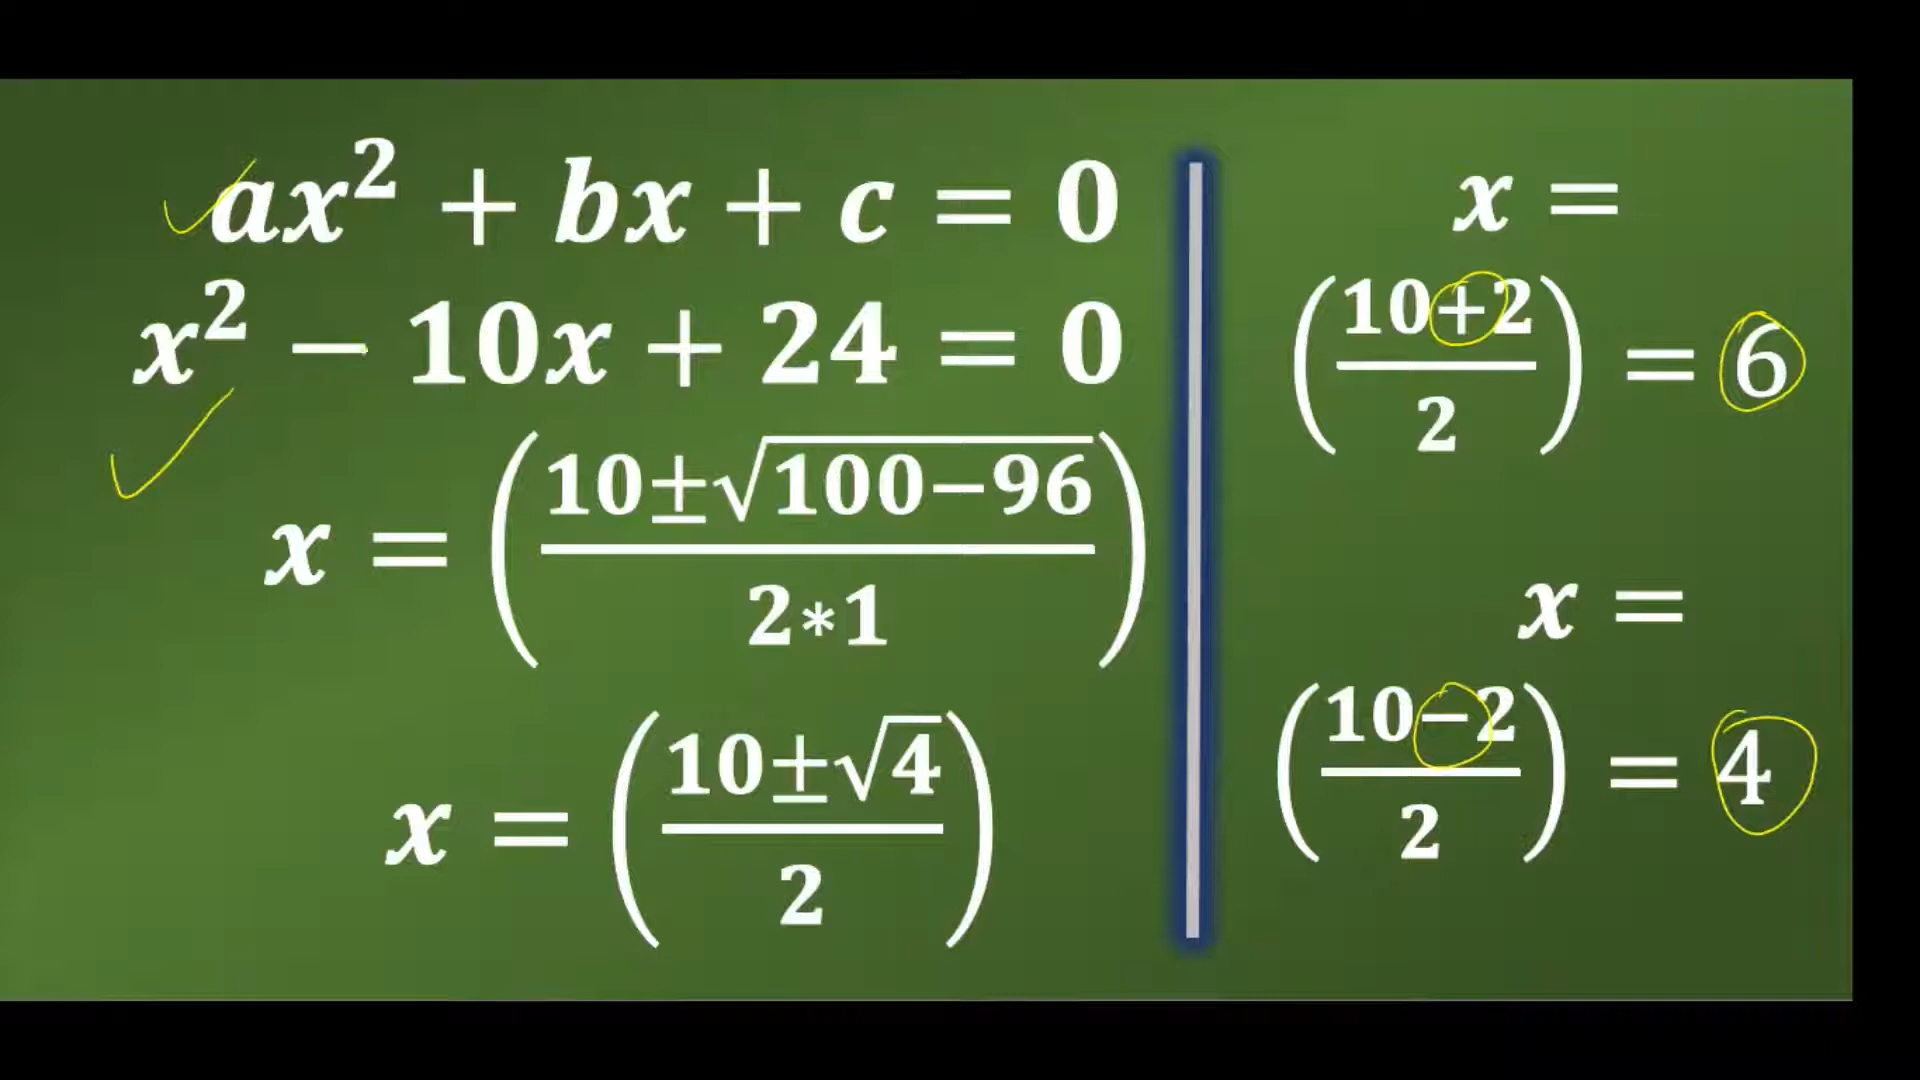 ax² + bx + c = 0
x² − 10x + 24 = 0
x = (10±√100−96 / 2∗1)
x = (10±√4 / 2)
x =
(10+2 / 2) = 6
x =
(10−2 / 2) = 4